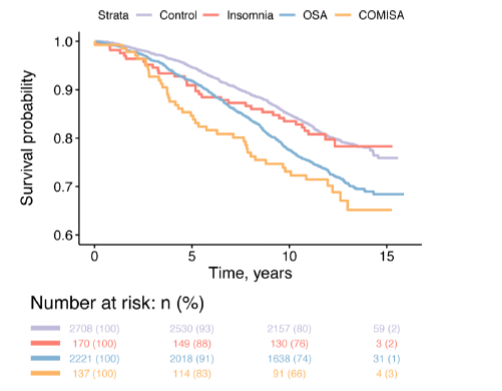 Strata Control Insomnia OSA COMISA
Survival probability
1.0
0.9
0.8
0.7
0.6
0 5 10 15
Time, years
Number at risk: n (%)
2708 (100) 2530 (93) 2157 (80) 59 (2)
170 (100) 149 (88) 130 (76) 3 (2)
2221 (100) 2018 (91) 1638 (74) 31 (1)
137 (100) 114 (83) 91 (66) 4 (3)